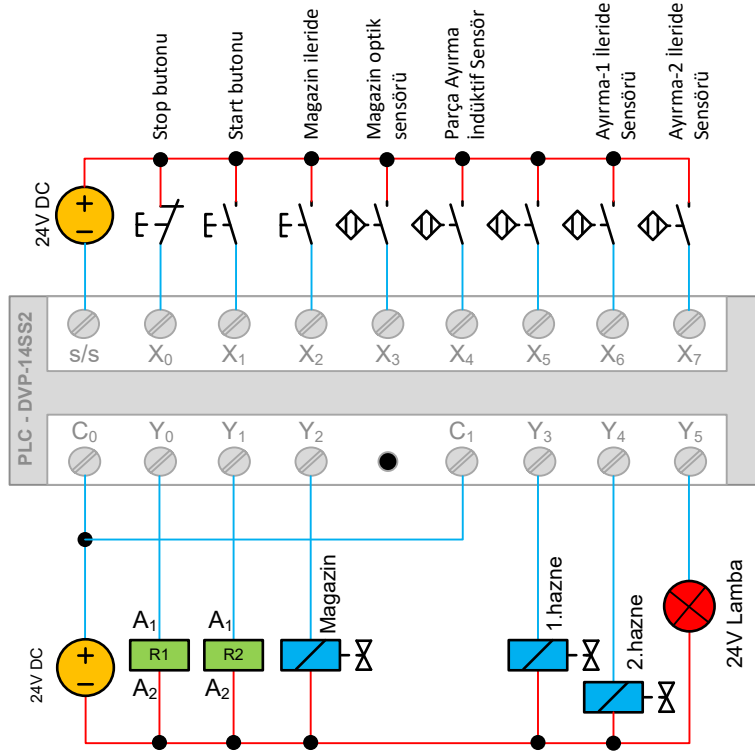 Stop butonu
Start butonu
Magazin ileride
Magazin optik
sensörü
Parça Ayırma
İndüktif Sensör
Ayırma-1 İleride
Sensörü
Ayırma-2 İleride
Sensörü
24V DC
PLC - DVP-14SS2
s/s
X0
X1
X2
X3
X4
X5
X6
X7
C0
Y0
Y1
Y2
C1
Y3
Y4
Y5
24V DC
A1
R1
A2
A1
R2
A2
Magazin
1.hazne
2.hazne
24V Lamba